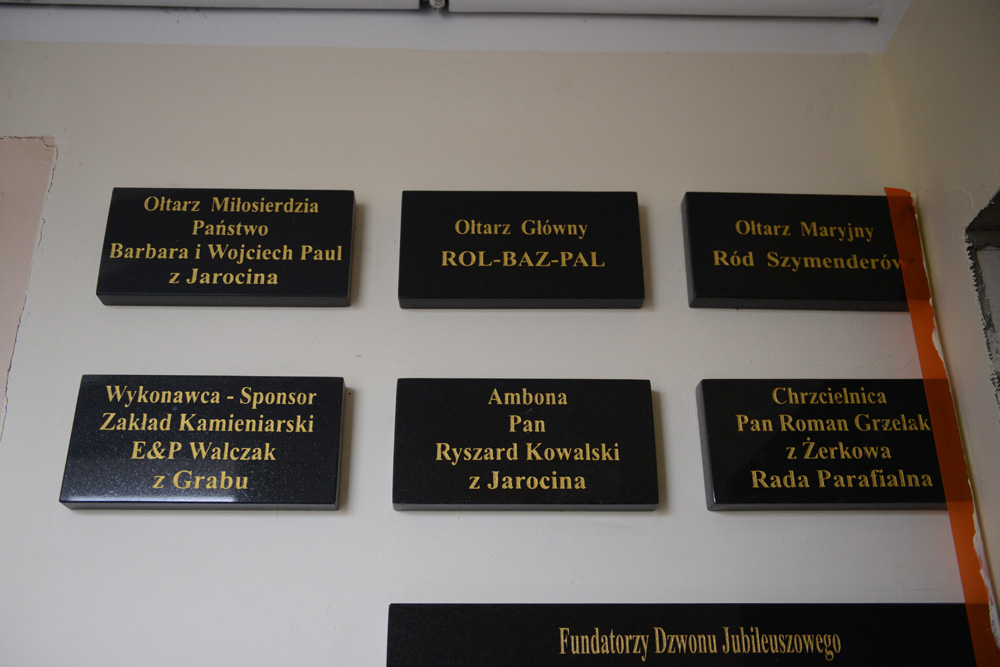 Ołtarz Miłosierdzia
Państwo
Barbara i Wojciech Paul
z Jarocina
Ołtarz Główny
ROL-BAZ-PAL
Ołtarz Maryjny
Ród Szymenderów
Wykonawca - Sponsor
Zakład Kamieniarski
E&P Walczak
z Grabu
Ambona
Pan
Ryszard Kowalski
z Jarocina
Chrzcielnica
Pan Roman Grzelak
z Żerkowa
Rada Parafialna
Fundatorzy Dzwonu Jubileuszowego